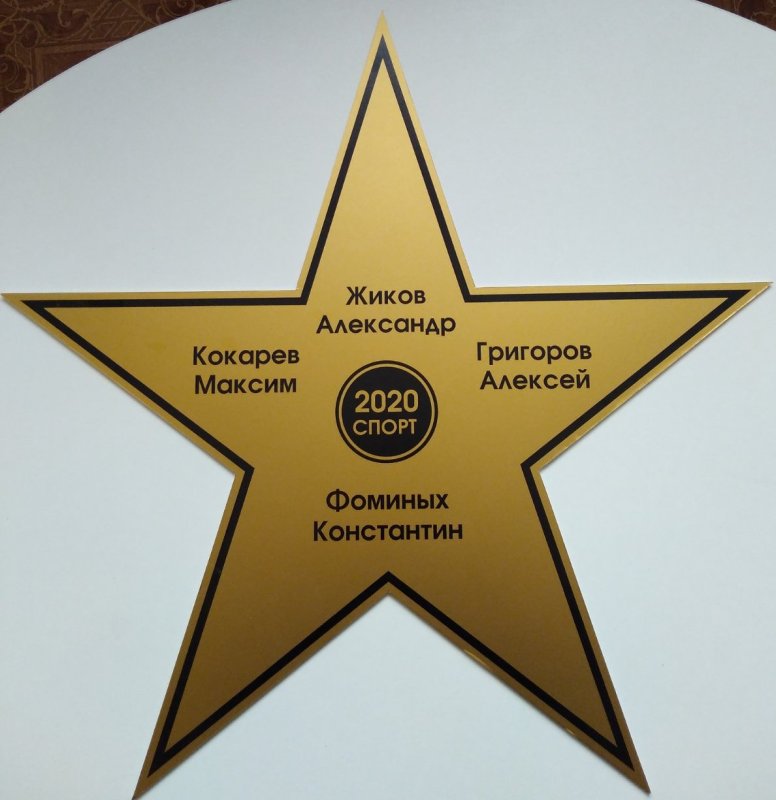 Жиков
Александр
Кокарев
Максим
Григоров
Алексей
2020
СПОРТ
Фоминых
Константин